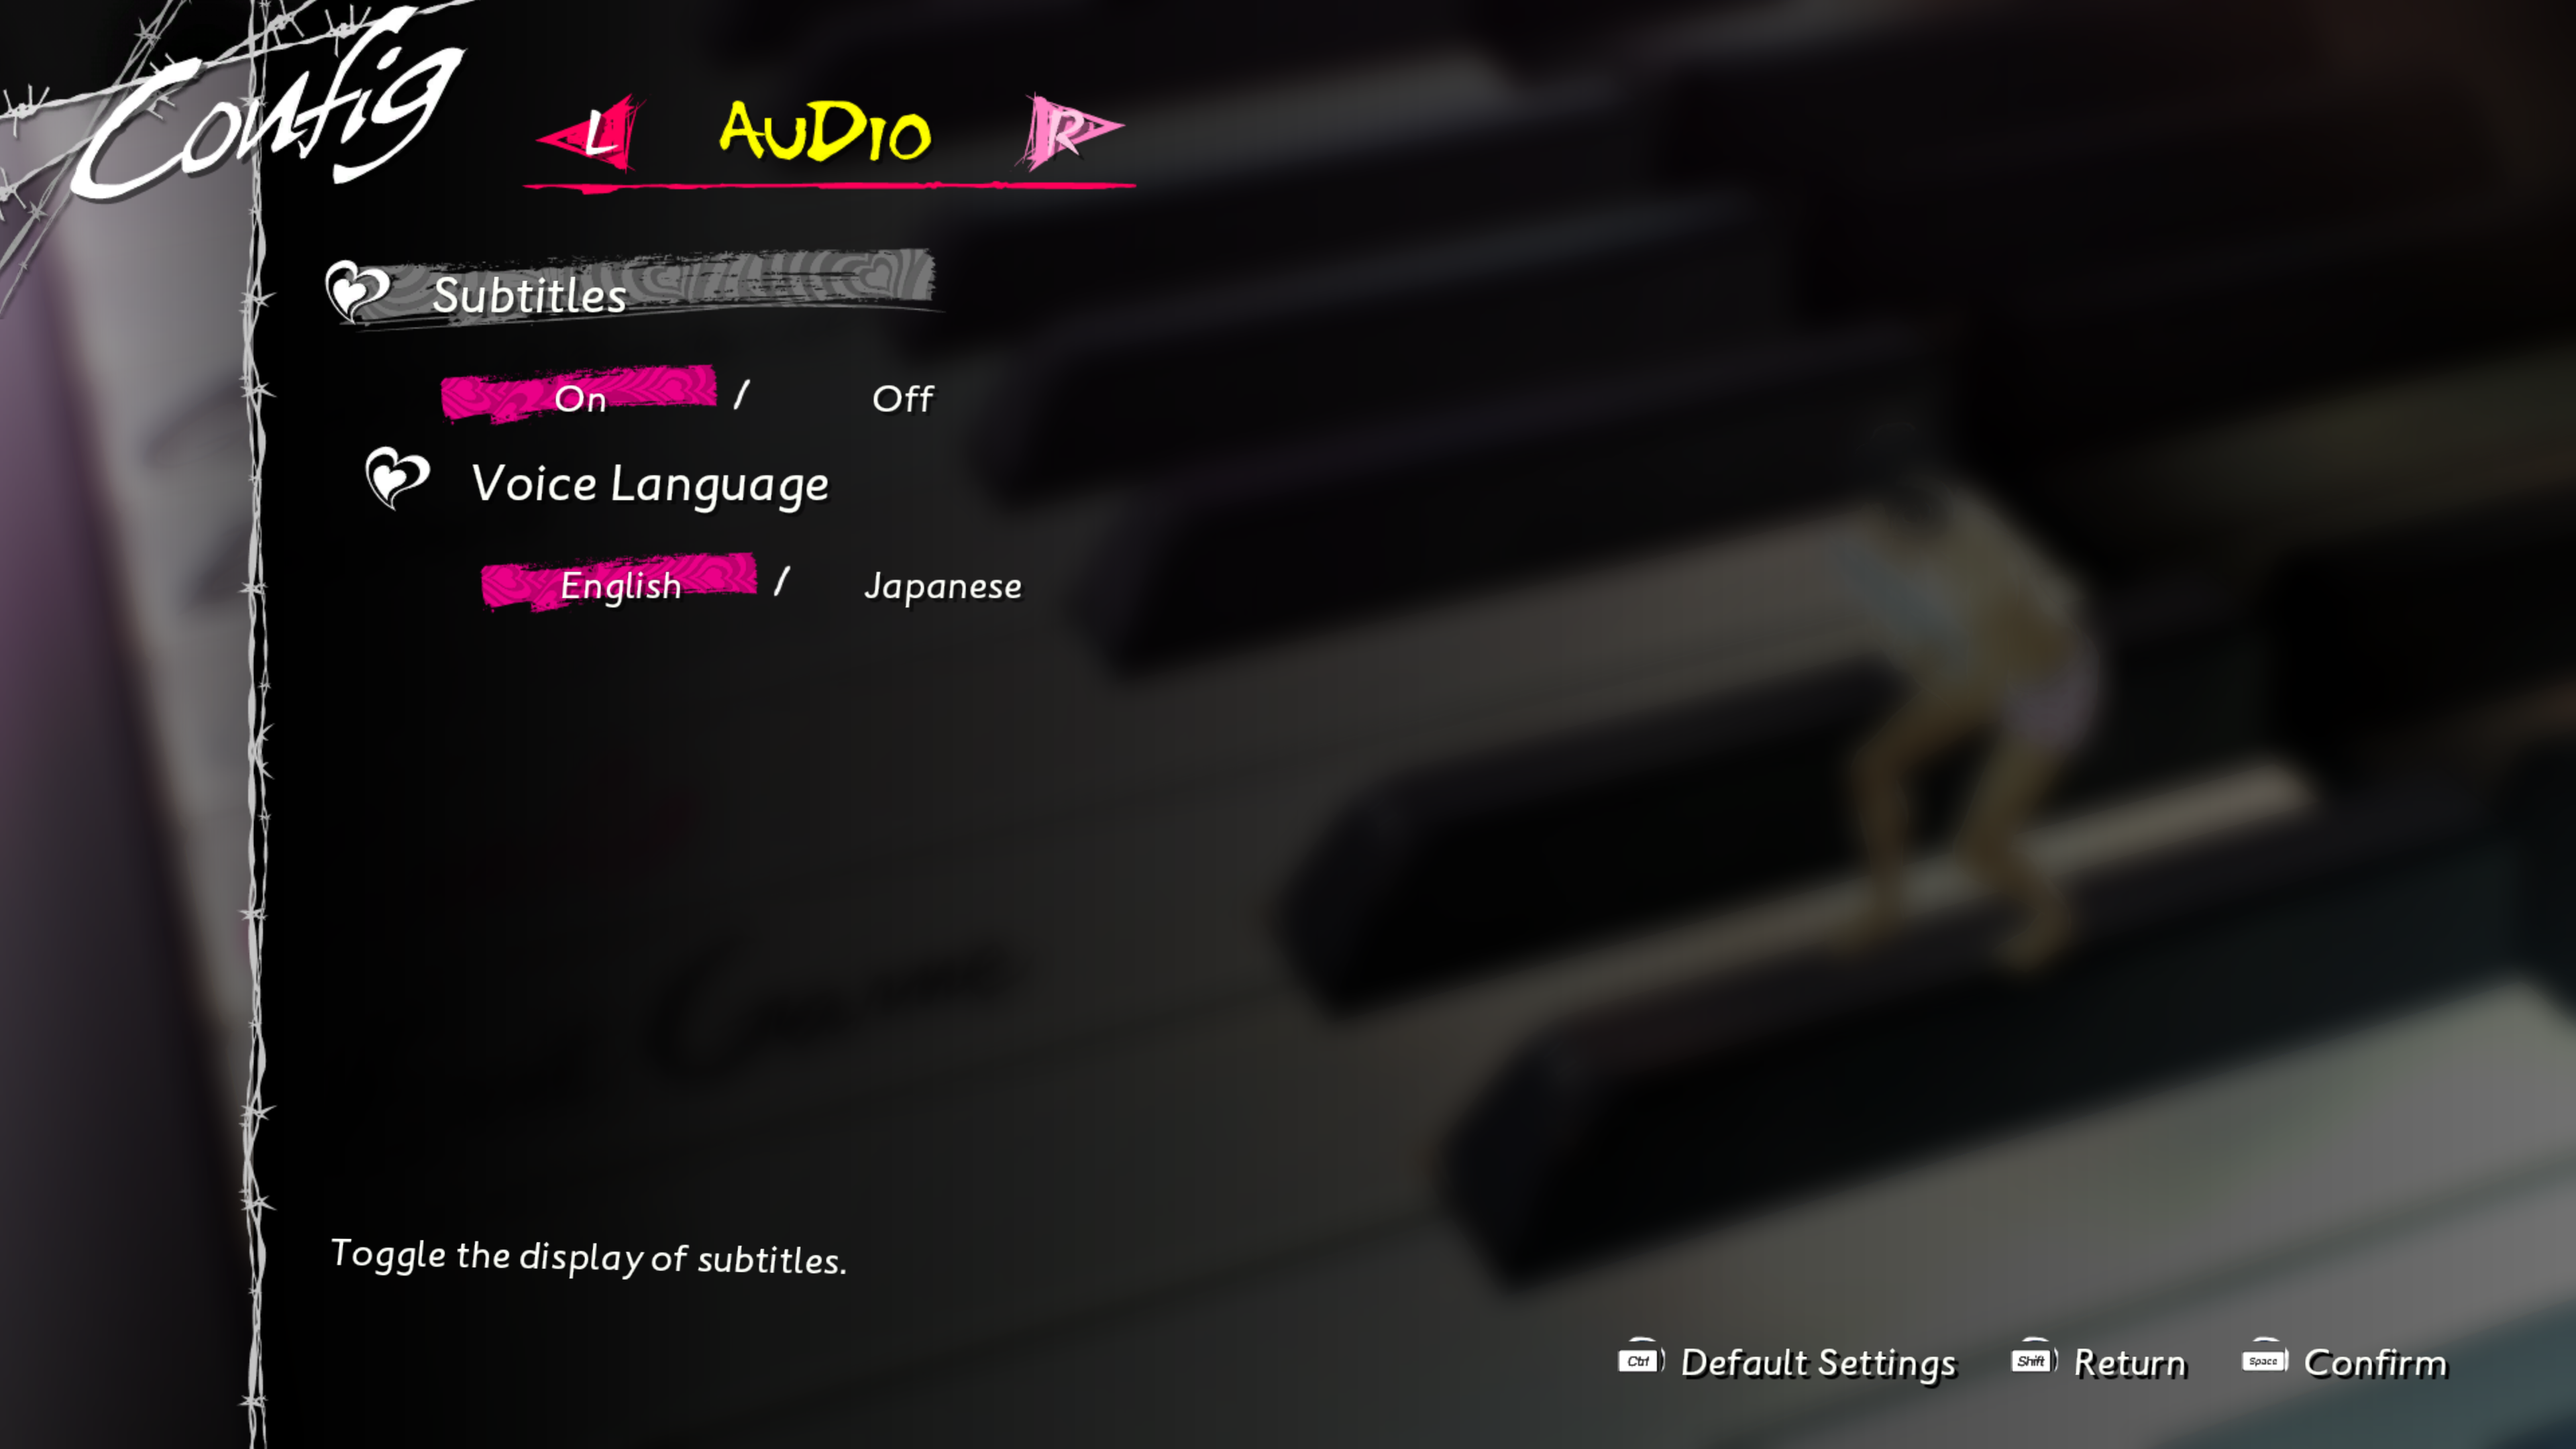 Config
L AUDIO R
Subtitles
On / Off
Voice Language
English / Japanese
Toggle the display of subtitles.
Ctrl Default Settings Shift Return Space Confirm